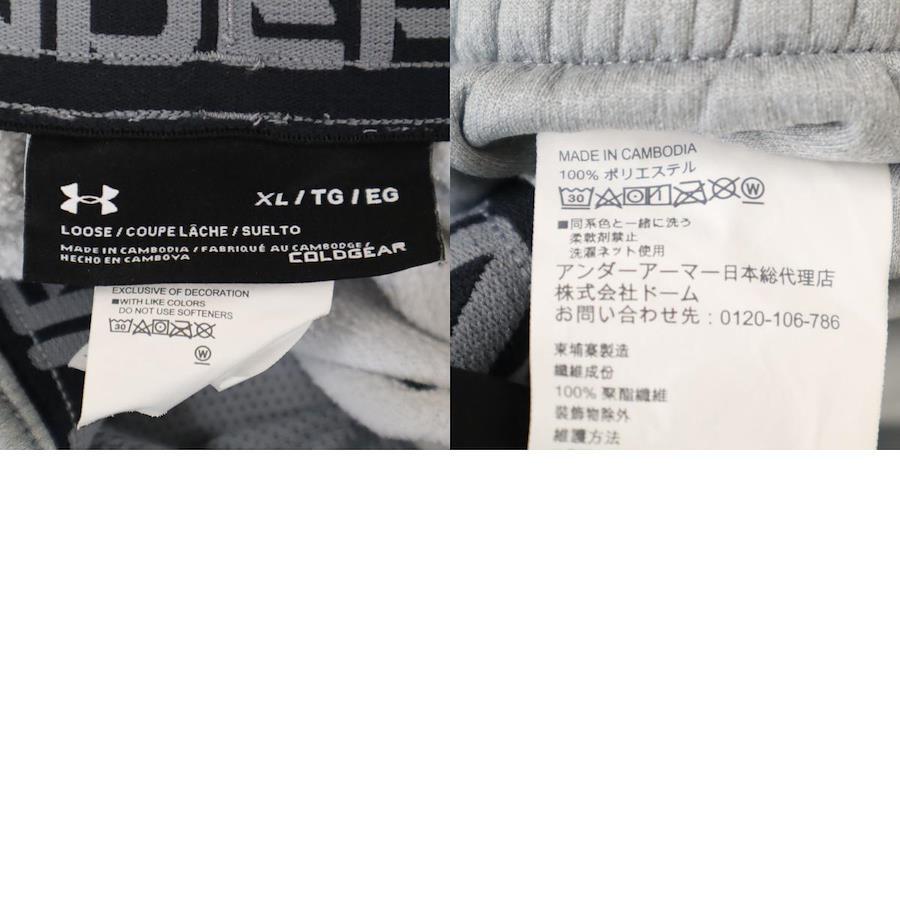 XL / TG / EG
LOOSE / COUPE LÂCHE / SUELTO
MADE IN CAMBODIA / FABRIQUÉ AU CAMBODGE /
HECHO EN CAMBOYA
COLDGEAR
EXCLUSIVE OF DECORATION
■WITH LIKE COLORS
DO NOT USE SOFTENERS
30
W
MADE IN CAMBODIA
100% ポリエステル
30
W
■同系色と一緒に洗う
柔軟剤禁止
洗濯ネット使用
アンダーアーマー日本総代理店
株式会社ドーム
お問い合わせ先：0120-106-786
柬埔寨製造
纖維成份
100% 聚酯纖維
裝飾物除外
維護方法